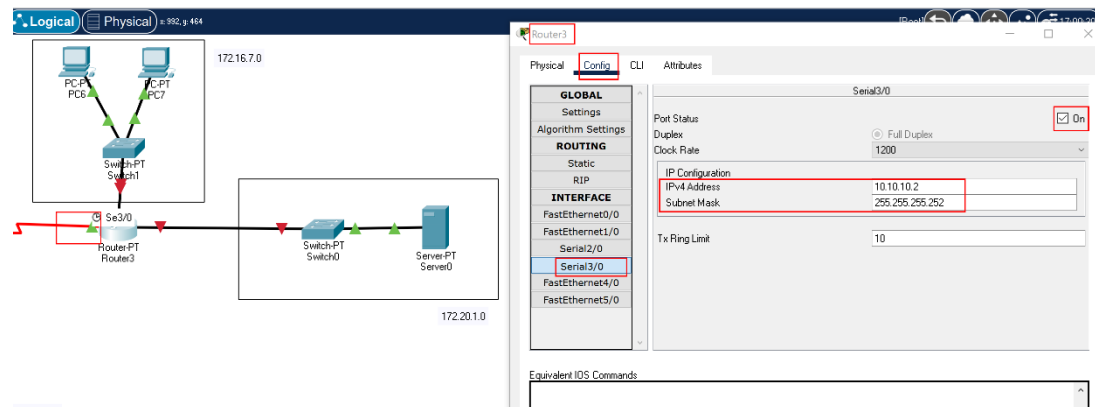 Logical
Physical
x: 992, y: 464
[Root]
17:00:20
172.16.7.0
PC-PT
PC6
PC-PT
PC7
Switch-PT
Switch1
Se3/0
Router-PT
Router3
Switch-PT
Switch0
Server-PT
Server0
172.20.1.0
Router3
Physical Config CLI Attributes
GLOBAL
Settings
Algorithm Settings
ROUTING
Static
RIP
INTERFACE
FastEthernet0/0
FastEthernet1/0
Serial2/0
Serial3/0
FastEthernet4/0
FastEthernet5/0
Serial3/0
Port Status On
Duplex Full Duplex
Clock Rate 1200
IP Configuration
IPv4 Address 10.10.10.2
Subnet Mask 255.255.255.252
Tx Ring Limit 10
Equivalent IOS Commands